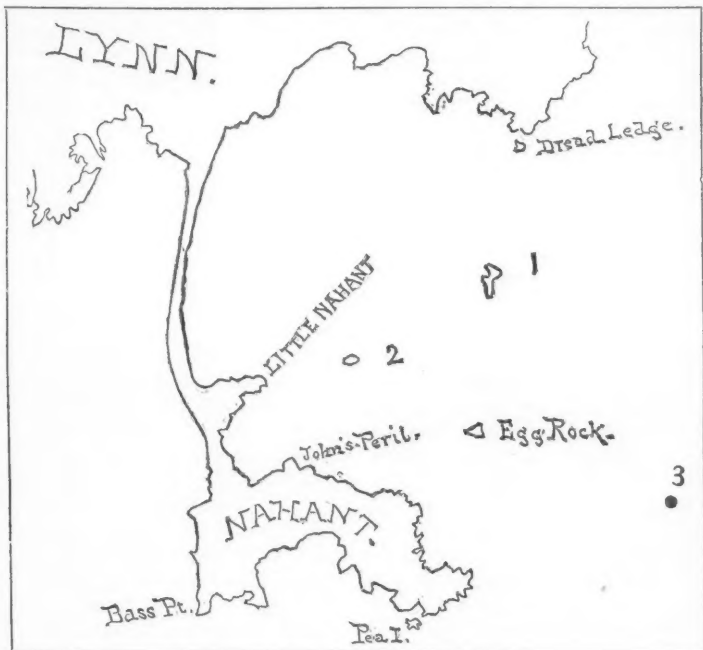 LYNN.
Dread Ledge.
1
LITTLE NAHANT
2
John's-Peril.
Egg-Rock.
3
NAHANT.
Bass Pt.
Pea I.